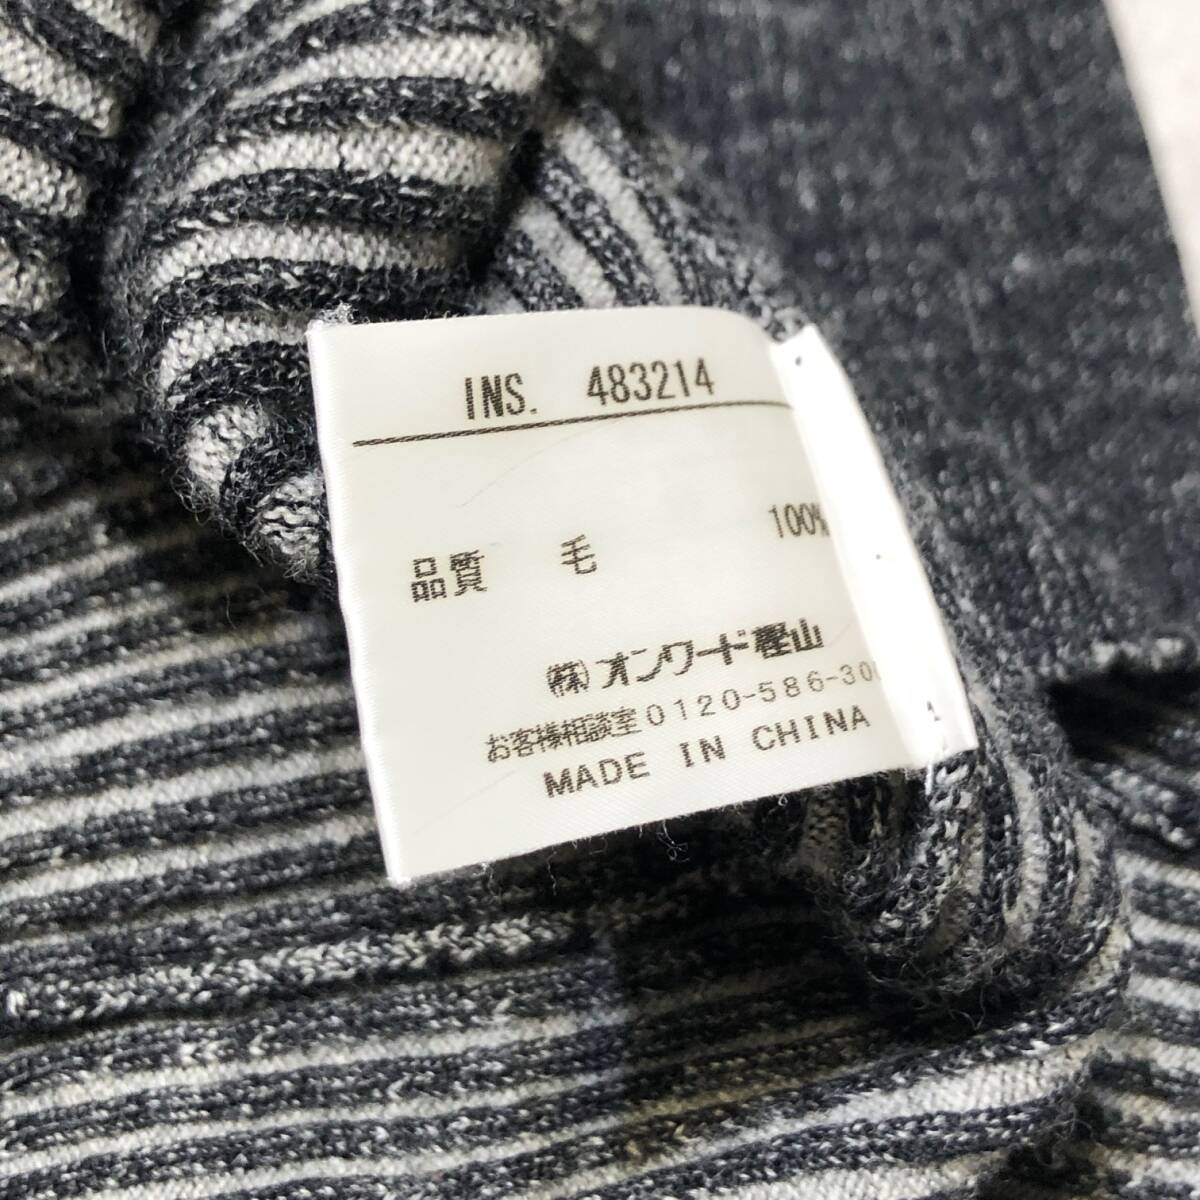 INS. 483214
品質 毛 100%
㈱オンワード樫山
お客様相談室0120-586-300
MADE IN CHINA